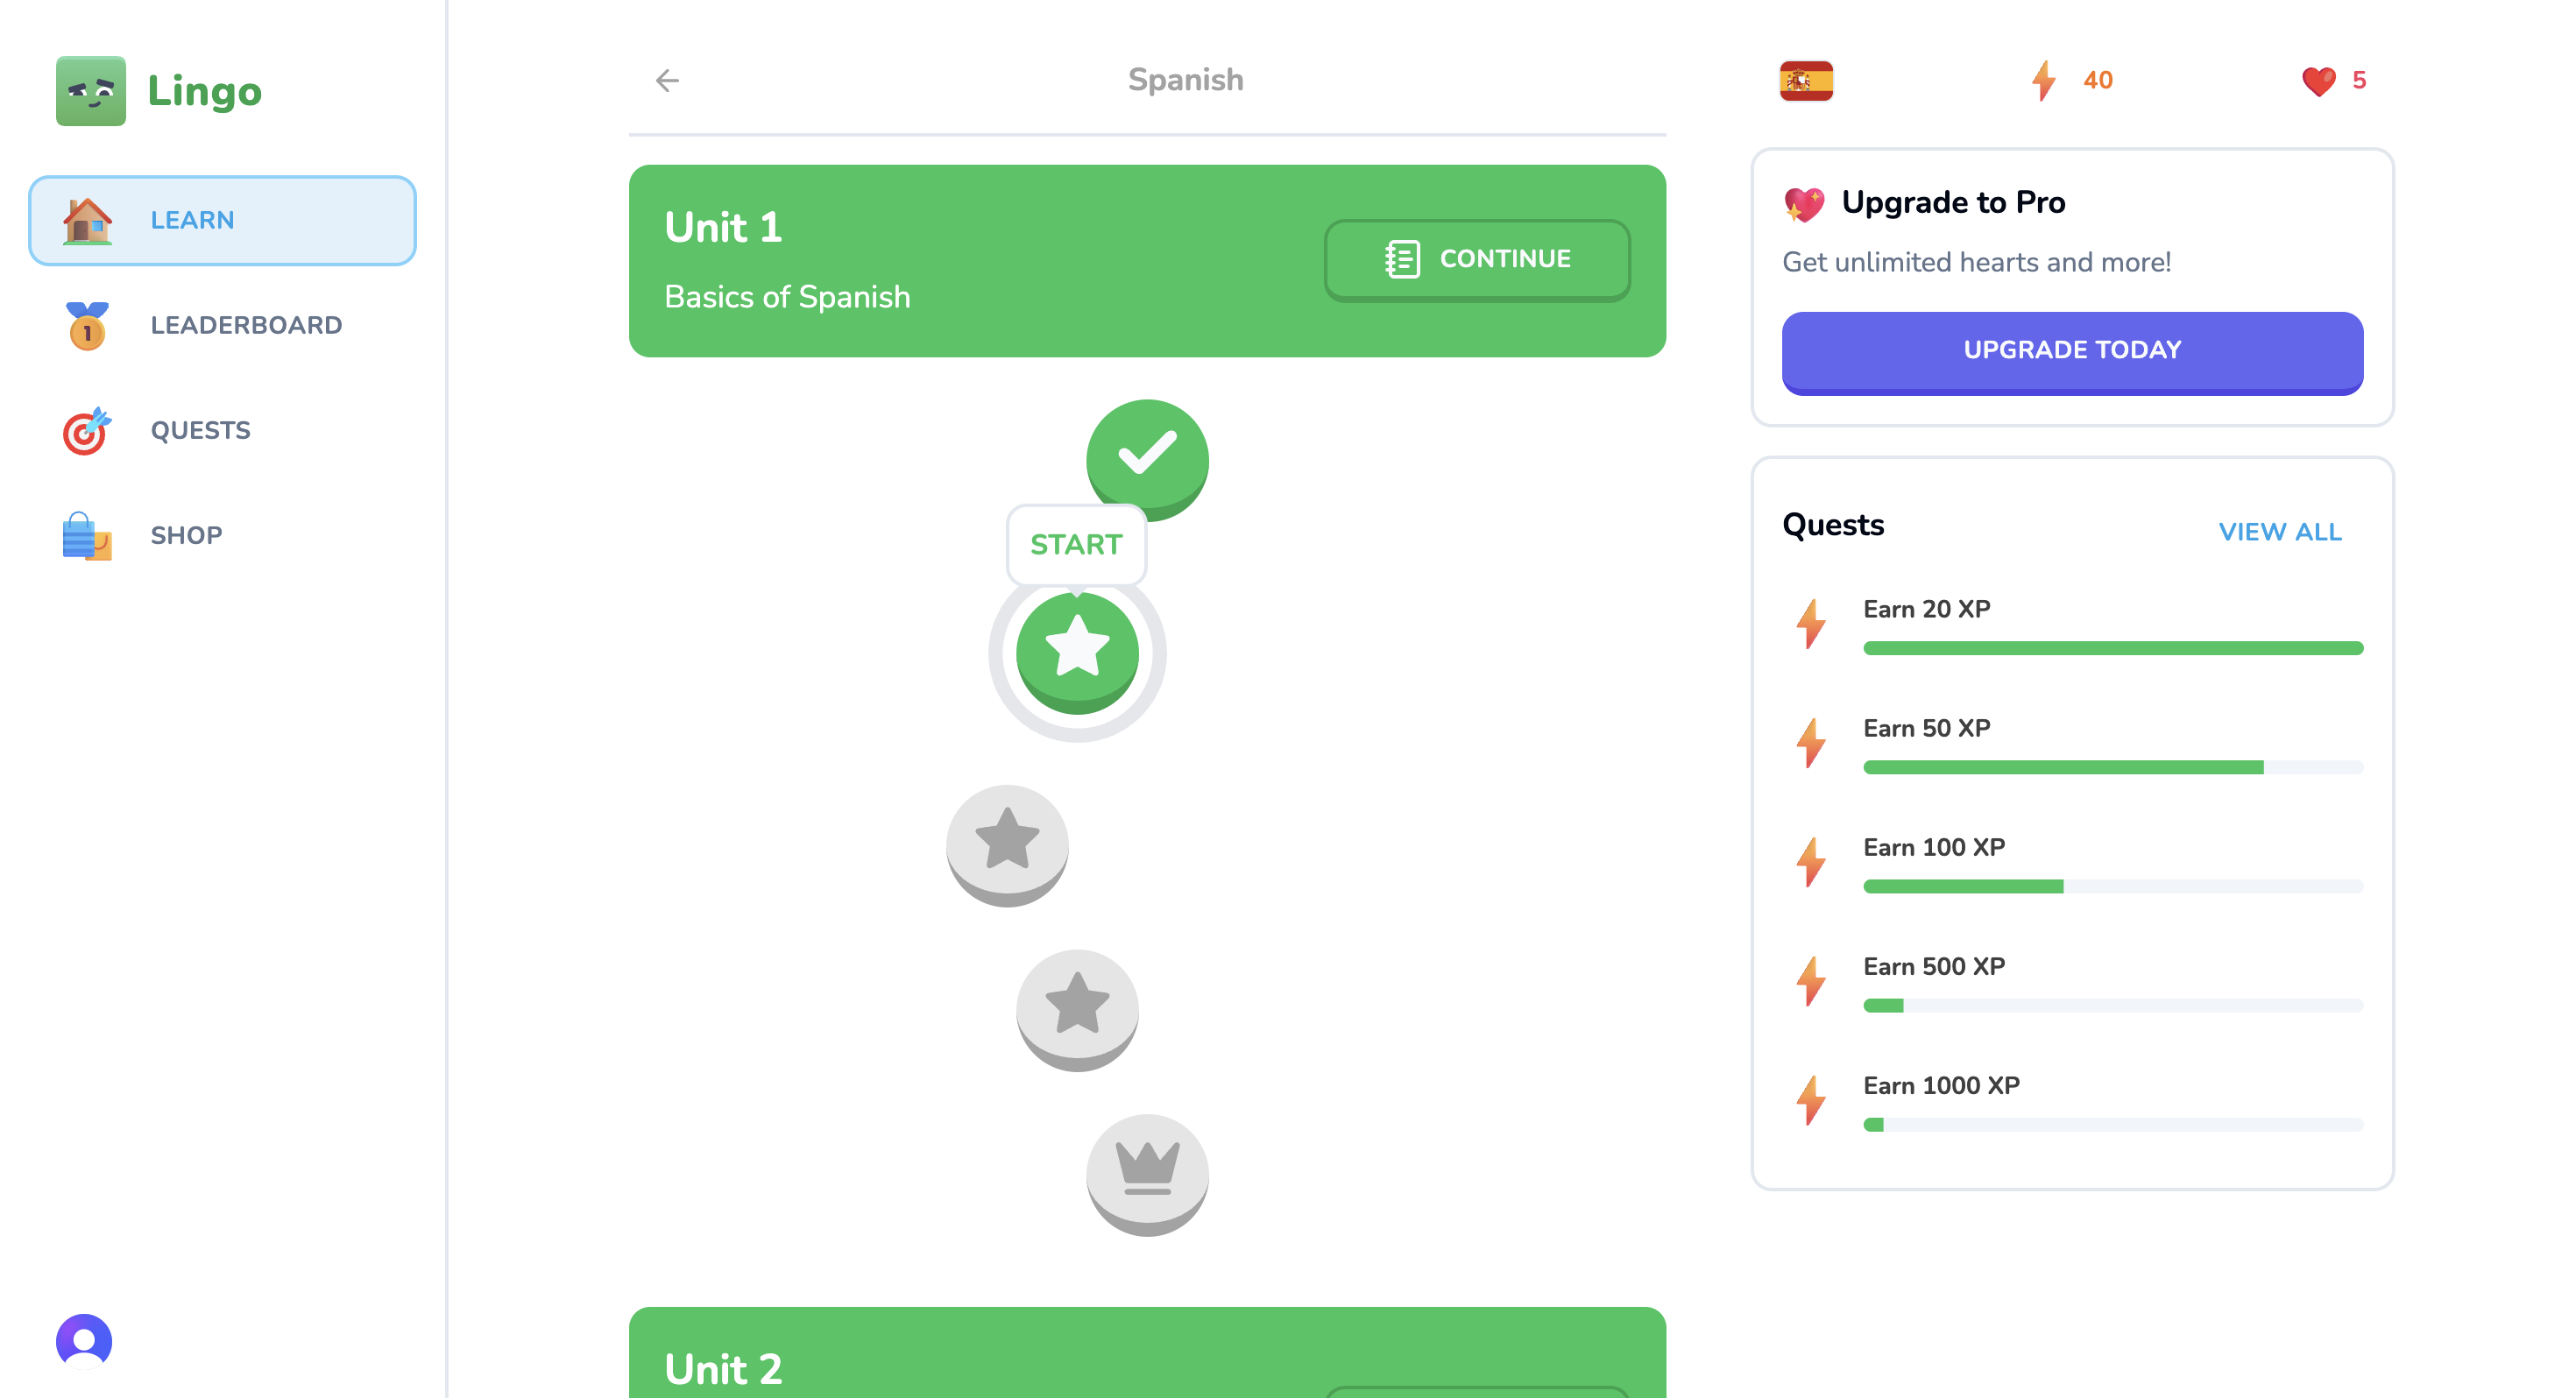 Lingo
LEARN
LEADERBOARD
1
QUESTS
SHOP
Spanish
Unit 1
Basics of Spanish
CONTINUE
START
Unit 2
40
5
Upgrade to Pro
Get unlimited hearts and more!
UPGRADE TODAY
Quests
VIEW ALL
Earn 20 XP
Earn 50 XP
Earn 100 XP
Earn 500 XP
Earn 1000 XP